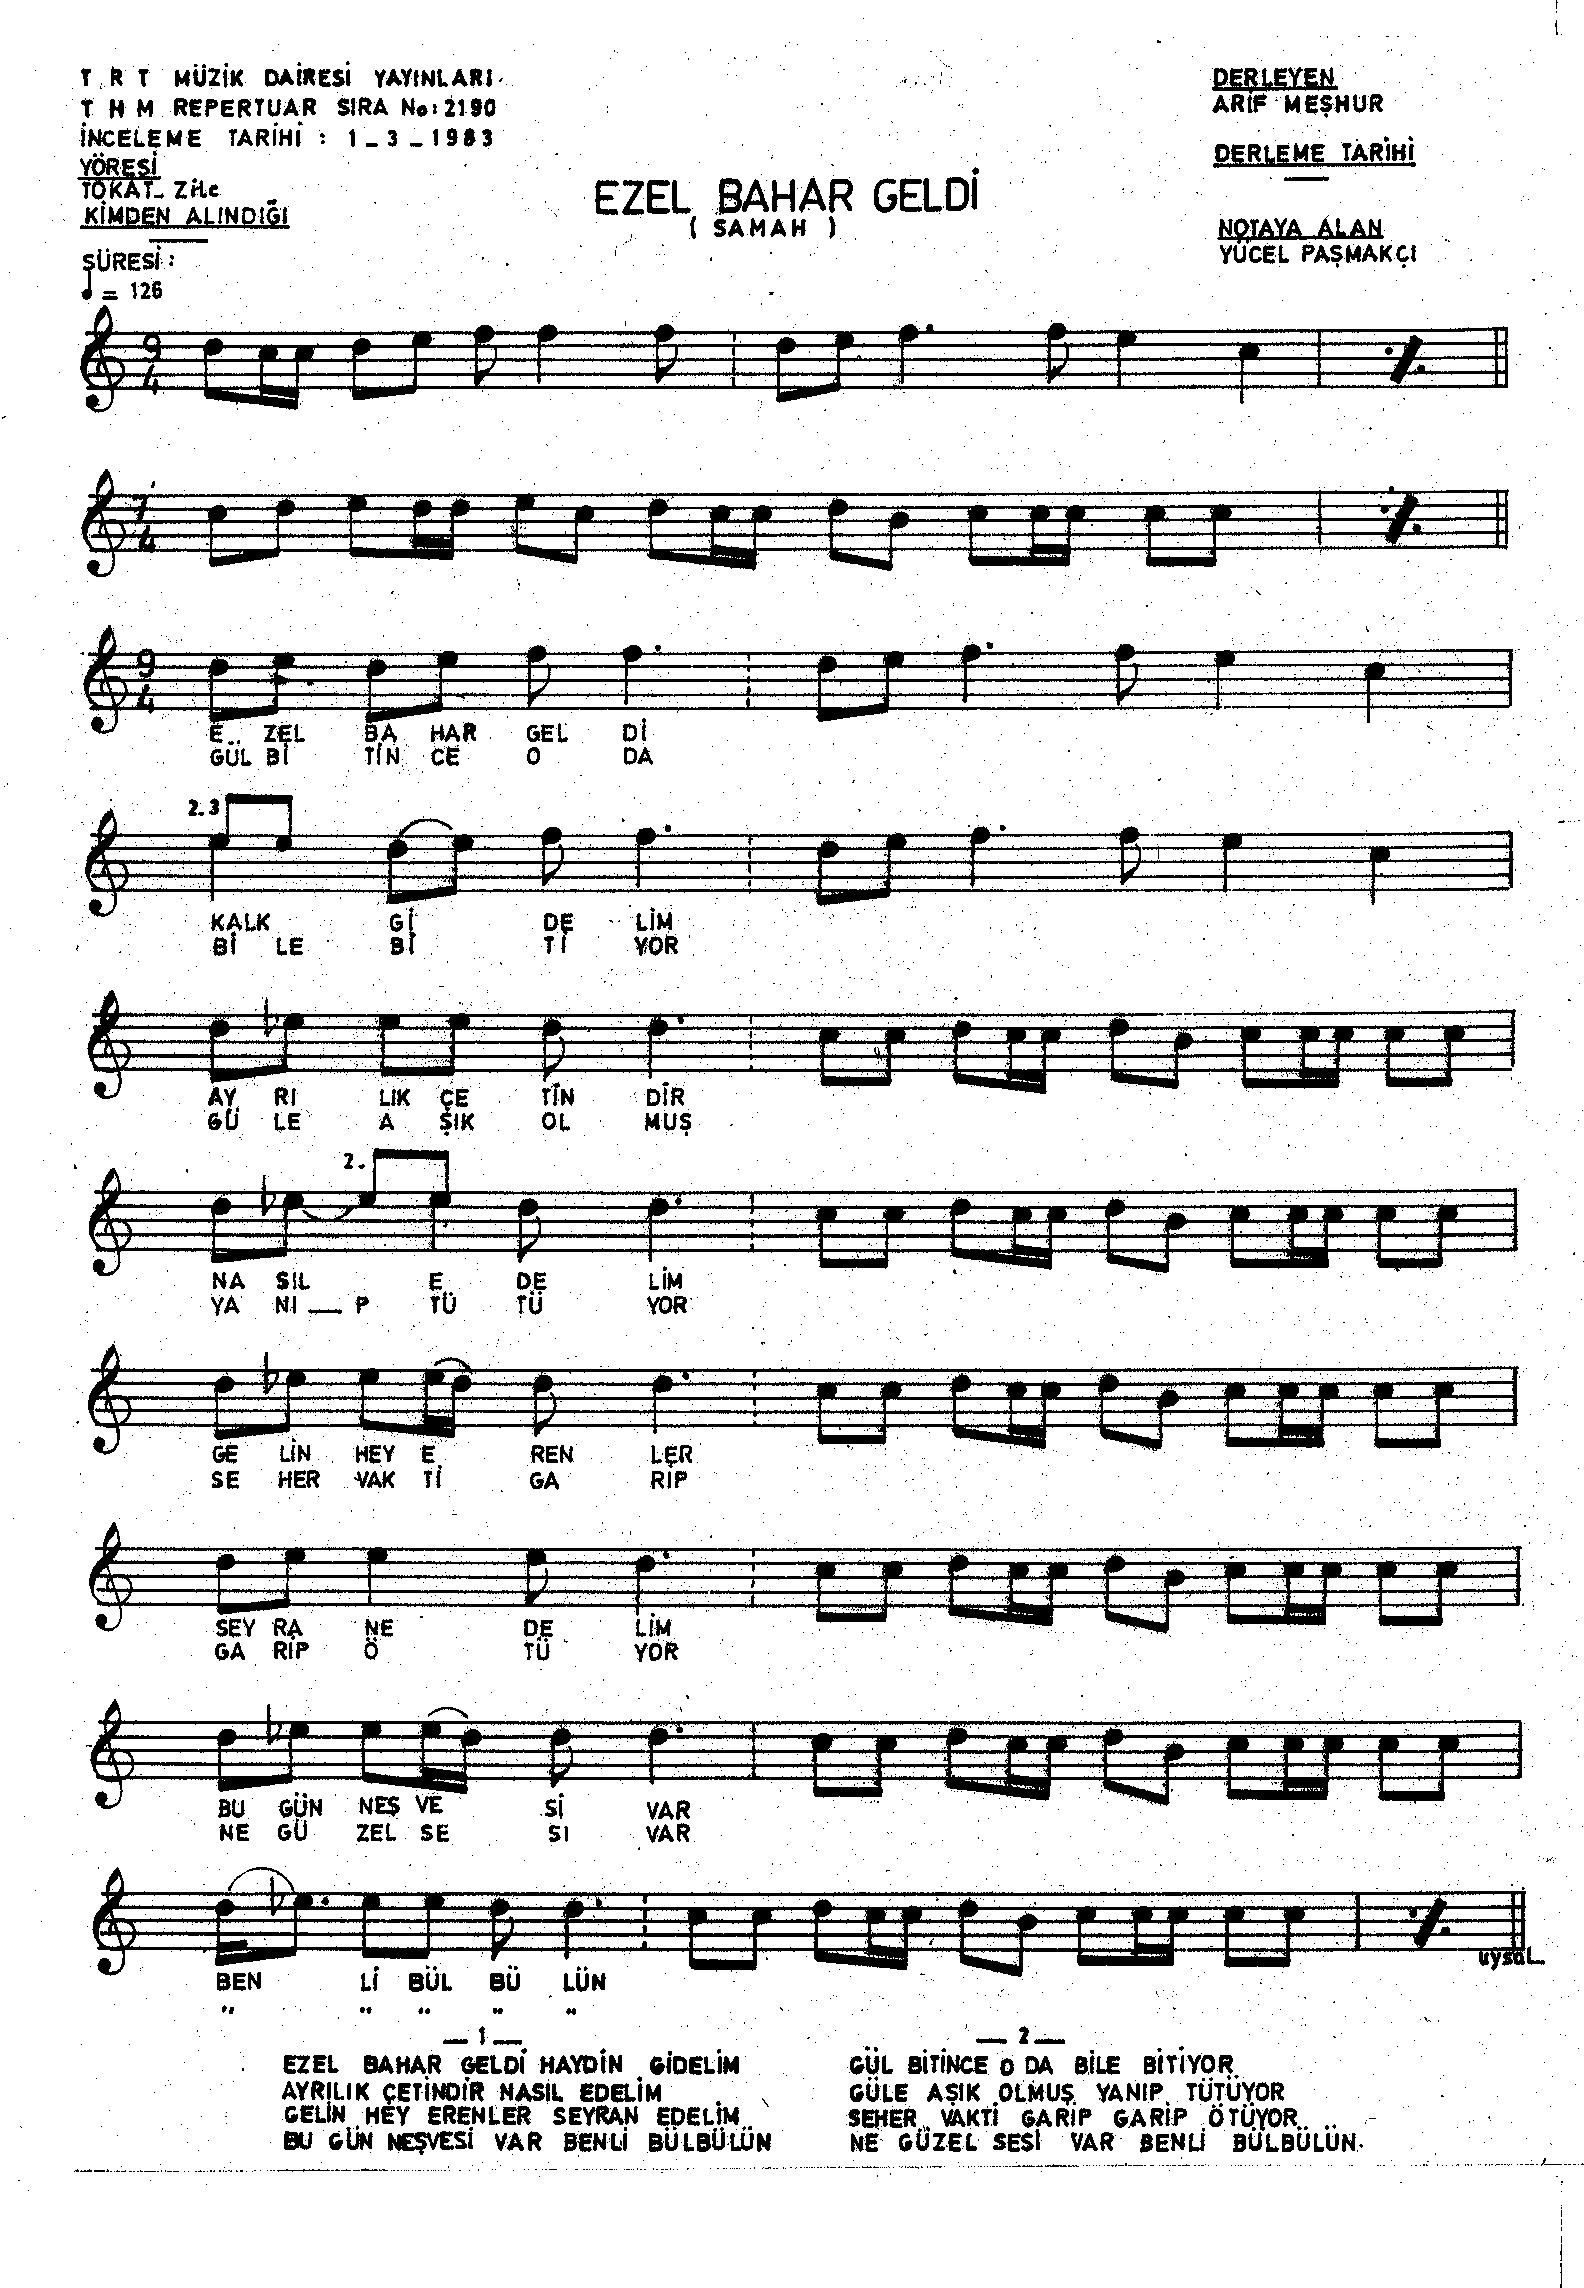 T R T MÜZİK DAİRESİ YAYINLARI
T H M REPERTUAR SIRA No: 2190
İNCELEME TARİHİ : 1_3_1983
YÖRESİ
TOKAT_ Zile
KİMDEN ALINDIĞI
SÜRESİ :
♩ = 126
EZEL BAHAR GELDİ
( SAMAH )
DERLEYEN
ARİF MEŞHUR
DERLEME TARİHİ
NOTAYA ALAN
YÜCEL PAŞMAKÇI
9/4
7/4
9/4
E ZEL BA HAR GEL Dİ
GÜL Bİ TİN CE O DA
2.3
KALK Gİ DE LİM
Bİ LE Bİ Tİ YOR
AY RI LIK ÇE TİN DİR
GÜ LE A ŞIK OL MUŞ
2.
NA SIL E DE LİM
YA NI __ P TÜ TÜ YOR
GE LİN HEY E REN LER
SE HER VAK Tİ GA RİP
SEY RA NE DE LİM
GA RİP Ö TÜ YOR
BU GÜN NEŞ VE Sİ VAR
NE GÜ ZEL SE SI VAR
uysal
BEN Lİ BÜL BÜ LÜN
" " " " "
_ 1 _
EZEL BAHAR GELDİ HAYDİN GİDELİM
AYRILIK ÇETİNDİR NASIL EDELİM
GELİN HEY ERENLER SEYRAN EDELİM
BU GÜN NEŞVESİ VAR BENLİ BÜLBÜLÜN
_ 2 _
GÜL BİTİNCE O DA BİLE BİTİYOR
GÜLE AŞIK OLMUŞ YANIP TÜTÜYOR
SEHER VAKTİ GARİP GARİP ÖTÜYOR
NE GÜZEL SESİ VAR BENLİ BÜLBÜLÜN.